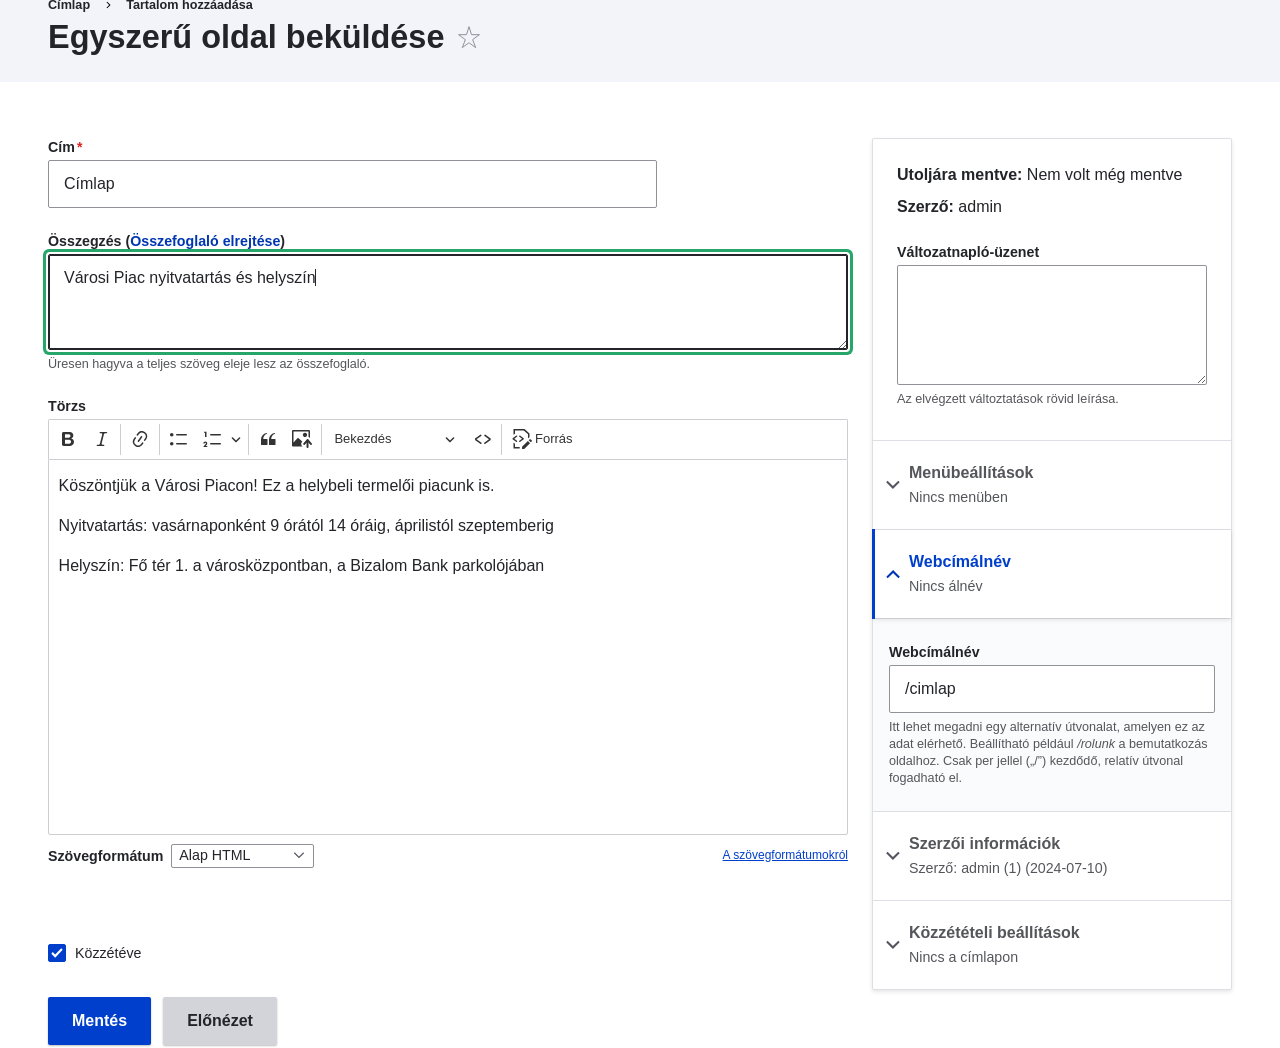 Címlap > Tartalom hozzáadása
Egyszerű oldal beküldése
Cím*
Címlap
Összegzés (Összefoglaló elrejtése)
Városi Piac nyitvatartás és helyszín
Üresen hagyva a teljes szöveg eleje lesz az összefoglaló.
Törzs
B I Bekezdés Forrás
Köszöntjük a Városi Piacon! Ez a helybeli termelői piacunk is.
Nyitvatartás: vasárnaponként 9 órától 14 óráig, áprilistól szeptemberig
Helyszín: Fő tér 1. a városközpontban, a Bizalom Bank parkolójában
Szövegformátum Alap HTML A szövegformátumokról
Közzétéve
Mentés Előnézet
Utoljára mentve: Nem volt még mentve
Szerző: admin
Változatnapló-üzenet
Az elvégzett változtatások rövid leírása.
Menübeállítások
Nincs menüben
Webcímálnév
Nincs álnév
Webcímálnév
/cimlap
Itt lehet megadni egy alternatív útvonalat, amelyen ez az
adat elérhető. Beállítható például /rolunk a bemutatkozás
oldalhoz. Csak per jellel („/”) kezdődő, relatív útvonal
fogadható el.
Szerzői információk
Szerző: admin (1) (2024-07-10)
Közzétételi beállítások
Nincs a címlapon